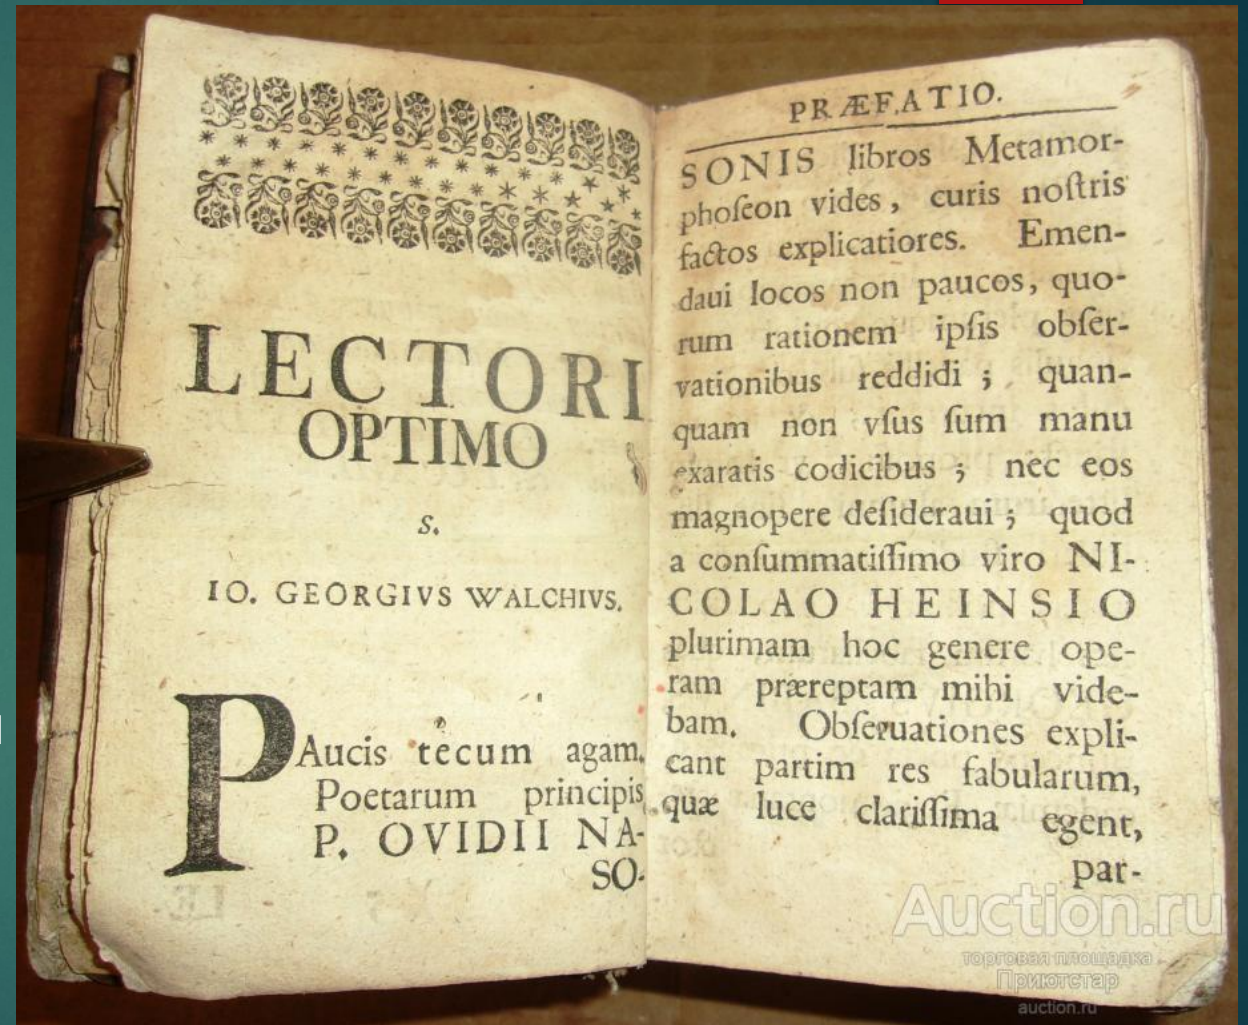 LECTORI
OPTIMO
s.
IO. GEORGIVS WALCHIVS.
PAucis tecum agam.
Poetarum principis
P. OVIDII NA-
SO-
PRÆFATIO.
SONIS libros Metamor-
phoſeon vides, curis noſtris
factos explicatiores. Emen-
daui locos non paucos, quo-
rum rationem ipſis obſer-
vationibus reddidi ; quan-
quam non vſus ſum manu
exaratis codicibus ; nec eos
magnopere deſideraui ; quod
a conſummatiſſimo viro NI-
COLAO HEINSIO
plurimam hoc genere ope-
ram præreptam mihi vide-
bam. Obſeruationes expli-
cant partim res fabularum,
quæ luce clariſſima egent,
par-
Auction.ru
торговая площадка
Приютстар
auction.ru